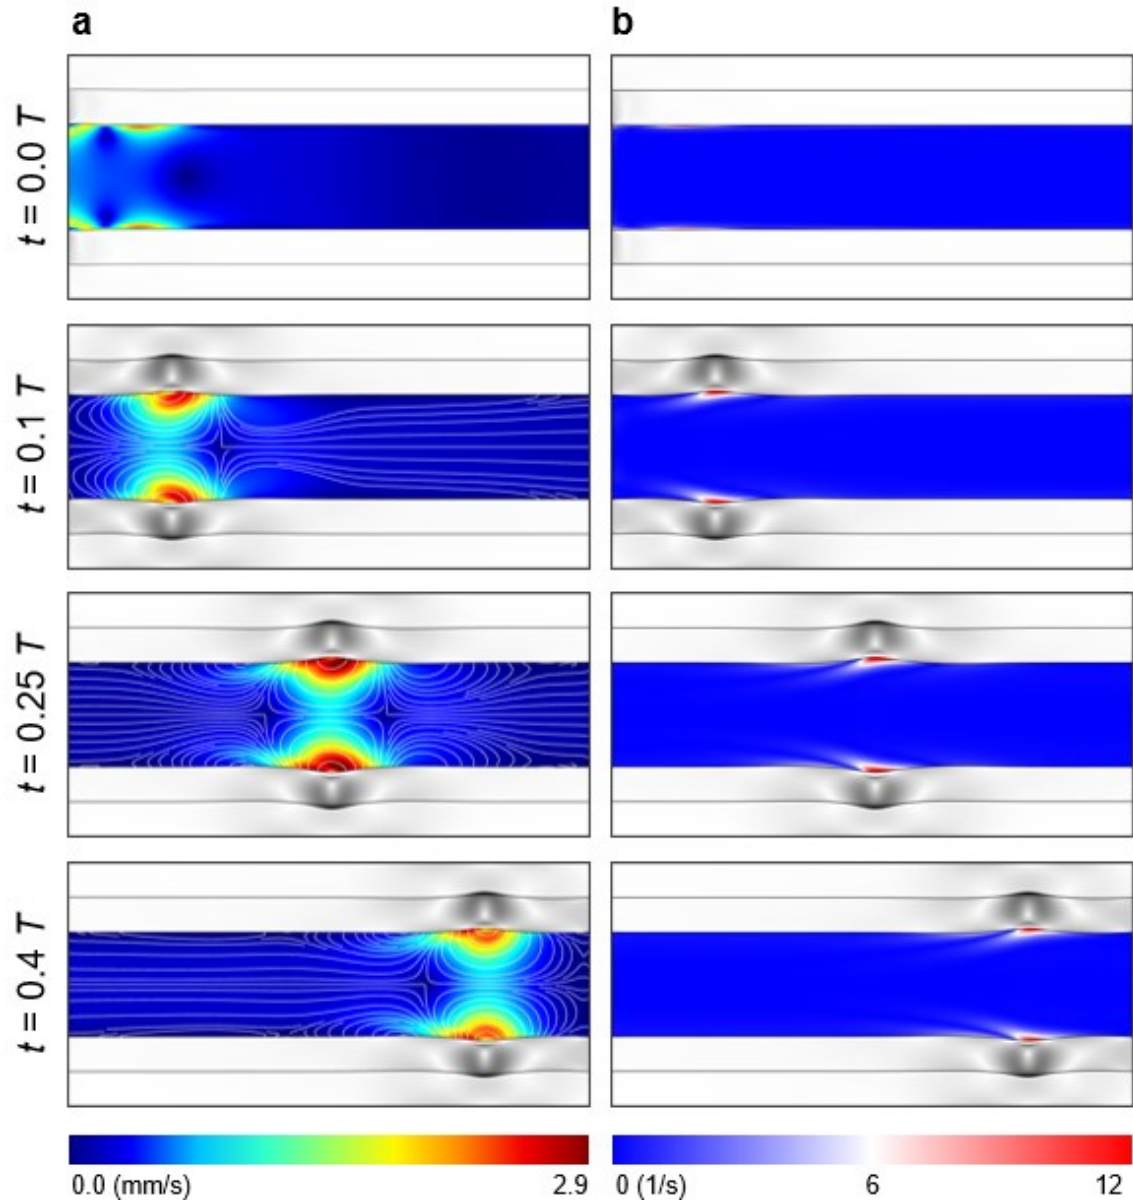 a b
t = 0.0 T
t = 0.1 T
t = 0.25 T
t = 0.4 T
0.0 (mm/s) 2.9 0 (1/s) 6 12